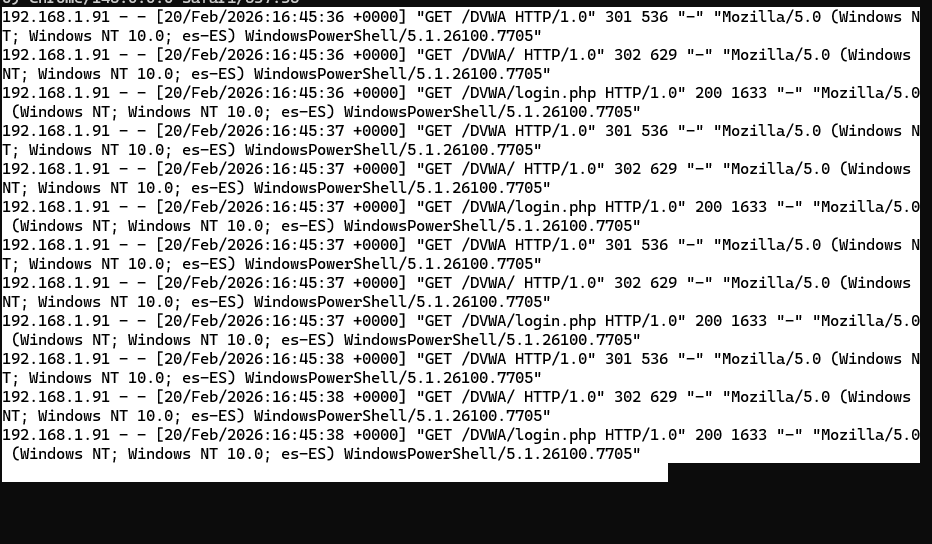 192.168.1.91 - - [20/Feb/2026:16:45:36 +0000] "GET /DVWA HTTP/1.0" 301 536 "-" "Mozilla/5.0 (Windows N
T; Windows NT 10.0; es-ES) WindowsPowerShell/5.1.26100.7705"
192.168.1.91 - - [20/Feb/2026:16:45:36 +0000] "GET /DVWA/ HTTP/1.0" 302 629 "-" "Mozilla/5.0 (Windows
NT; Windows NT 10.0; es-ES) WindowsPowerShell/5.1.26100.7705"
192.168.1.91 - - [20/Feb/2026:16:45:36 +0000] "GET /DVWA/login.php HTTP/1.0" 200 1633 "-" "Mozilla/5.0
(Windows NT; Windows NT 10.0; es-ES) WindowsPowerShell/5.1.26100.7705"
192.168.1.91 - - [20/Feb/2026:16:45:37 +0000] "GET /DVWA HTTP/1.0" 301 536 "-" "Mozilla/5.0 (Windows N
T; Windows NT 10.0; es-ES) WindowsPowerShell/5.1.26100.7705"
192.168.1.91 - - [20/Feb/2026:16:45:37 +0000] "GET /DVWA/ HTTP/1.0" 302 629 "-" "Mozilla/5.0 (Windows
NT; Windows NT 10.0; es-ES) WindowsPowerShell/5.1.26100.7705"
192.168.1.91 - - [20/Feb/2026:16:45:37 +0000] "GET /DVWA/login.php HTTP/1.0" 200 1633 "-" "Mozilla/5.0
(Windows NT; Windows NT 10.0; es-ES) WindowsPowerShell/5.1.26100.7705"
192.168.1.91 - - [20/Feb/2026:16:45:37 +0000] "GET /DVWA HTTP/1.0" 301 536 "-" "Mozilla/5.0 (Windows N
T; Windows NT 10.0; es-ES) WindowsPowerShell/5.1.26100.7705"
192.168.1.91 - - [20/Feb/2026:16:45:37 +0000] "GET /DVWA/ HTTP/1.0" 302 629 "-" "Mozilla/5.0 (Windows
NT; Windows NT 10.0; es-ES) WindowsPowerShell/5.1.26100.7705"
192.168.1.91 - - [20/Feb/2026:16:45:37 +0000] "GET /DVWA/login.php HTTP/1.0" 200 1633 "-" "Mozilla/5.0
(Windows NT; Windows NT 10.0; es-ES) WindowsPowerShell/5.1.26100.7705"
192.168.1.91 - - [20/Feb/2026:16:45:38 +0000] "GET /DVWA HTTP/1.0" 301 536 "-" "Mozilla/5.0 (Windows N
T; Windows NT 10.0; es-ES) WindowsPowerShell/5.1.26100.7705"
192.168.1.91 - - [20/Feb/2026:16:45:38 +0000] "GET /DVWA/ HTTP/1.0" 302 629 "-" "Mozilla/5.0 (Windows
NT; Windows NT 10.0; es-ES) WindowsPowerShell/5.1.26100.7705"
192.168.1.91 - - [20/Feb/2026:16:45:38 +0000] "GET /DVWA/login.php HTTP/1.0" 200 1633 "-" "Mozilla/5.0
(Windows NT; Windows NT 10.0; es-ES) WindowsPowerShell/5.1.26100.7705"